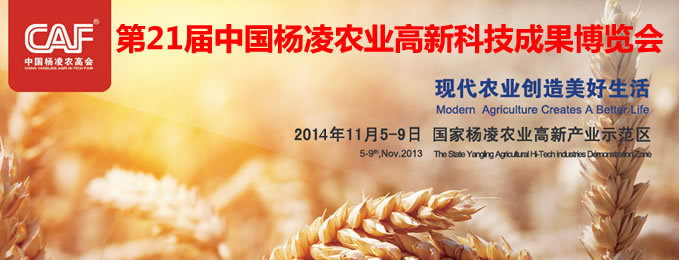 CAF
中国杨凌农高会
CHINA YANGLING AGRI HI-TECH FAIR
第21届中国杨凌农业高新科技成果博览会
现代农业创造美好生活
Modern Agriculture Creates A Better Life
2014年11月5-9日 国家杨凌农业高新产业示范区
5-9th,Nov.2013 The State Yangling Agricultural Hi-Tech Industries Demonstration Zone